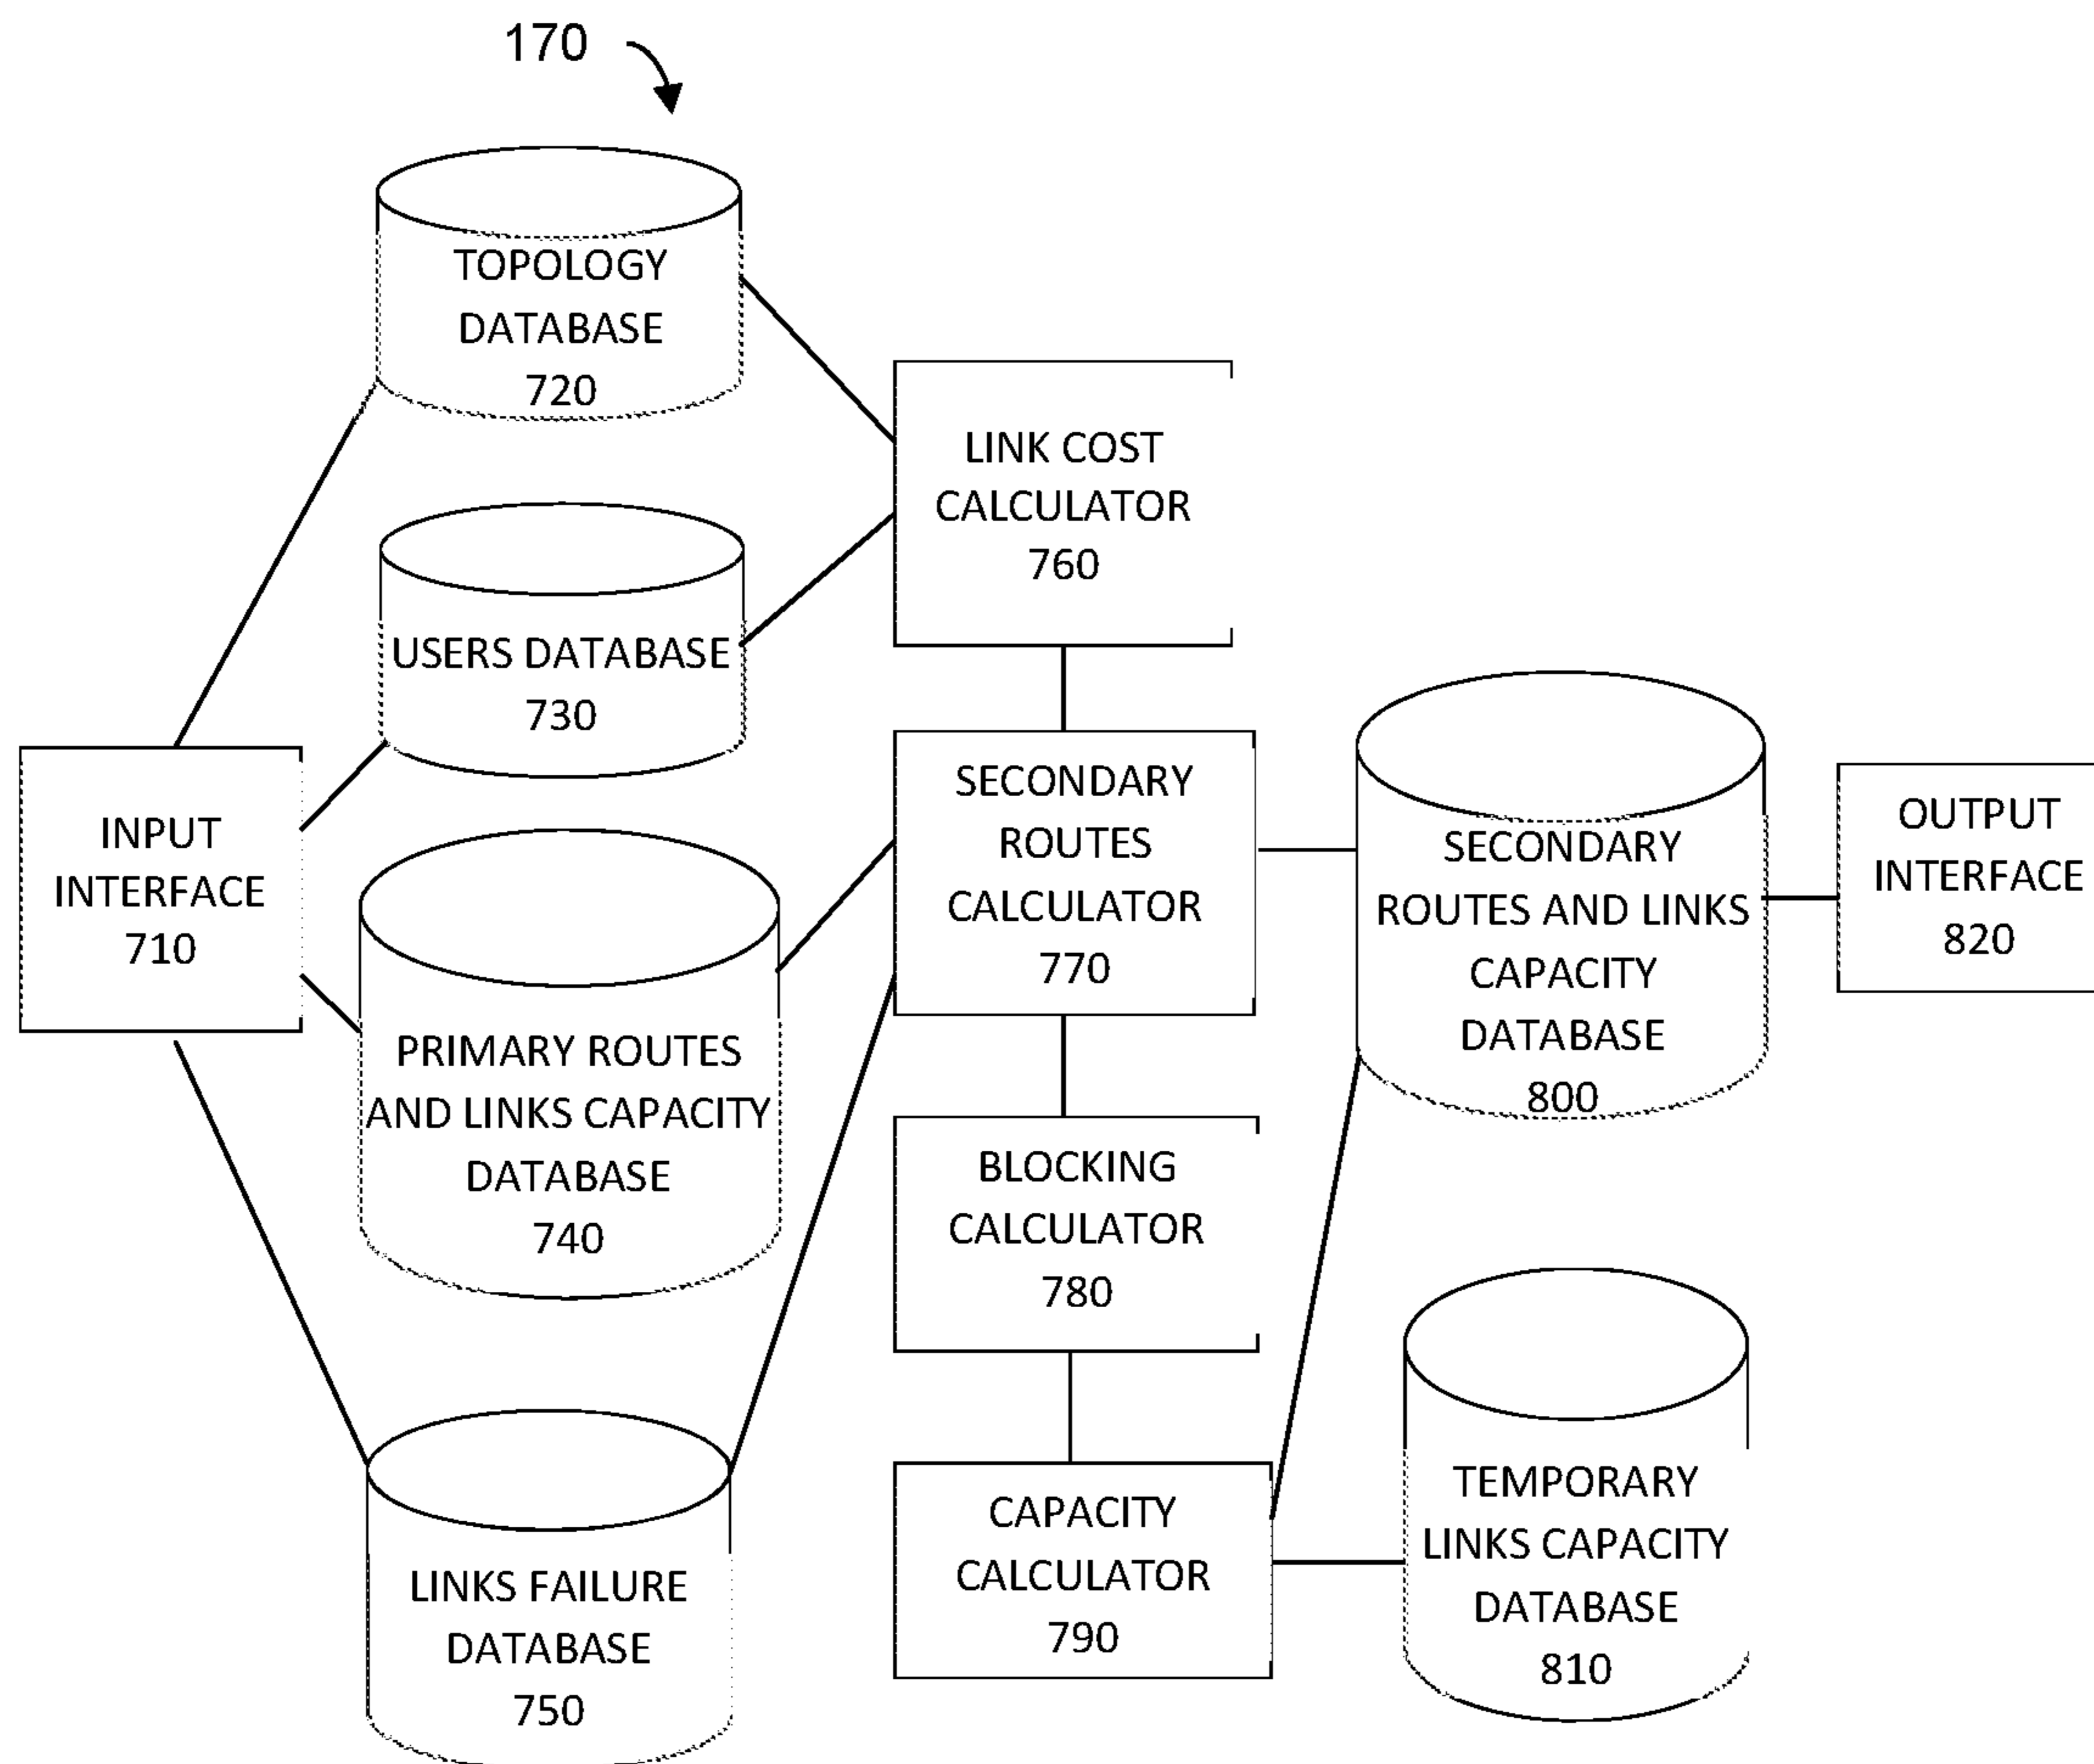 170
TOPOLOGY
DATABASE
720
USERS DATABASE
730
INPUT
INTERFACE
710
PRIMARY ROUTES
AND LINKS CAPACITY
DATABASE
740
LINKS FAILURE
DATABASE
750
LINK COST
CALCULATOR
760
SECONDARY
ROUTES
CALCULATOR
770
BLOCKING
CALCULATOR
780
CAPACITY
CALCULATOR
790
SECONDARY
ROUTES AND LINKS
CAPACITY
DATABASE
800
TEMPORARY
LINKS CAPACITY
DATABASE
810
OUTPUT
INTERFACE
820